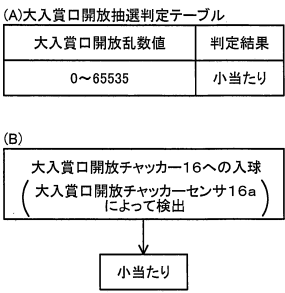 (A)大入賞口開放抽選判定テーブル
大入賞口開放乱数値 判定結果
0～65535 小当たり
(B)
大入賞口開放チャッカー16への入球
(大入賞口開放チャッカーセンサ16a
によって検出)
小当たり